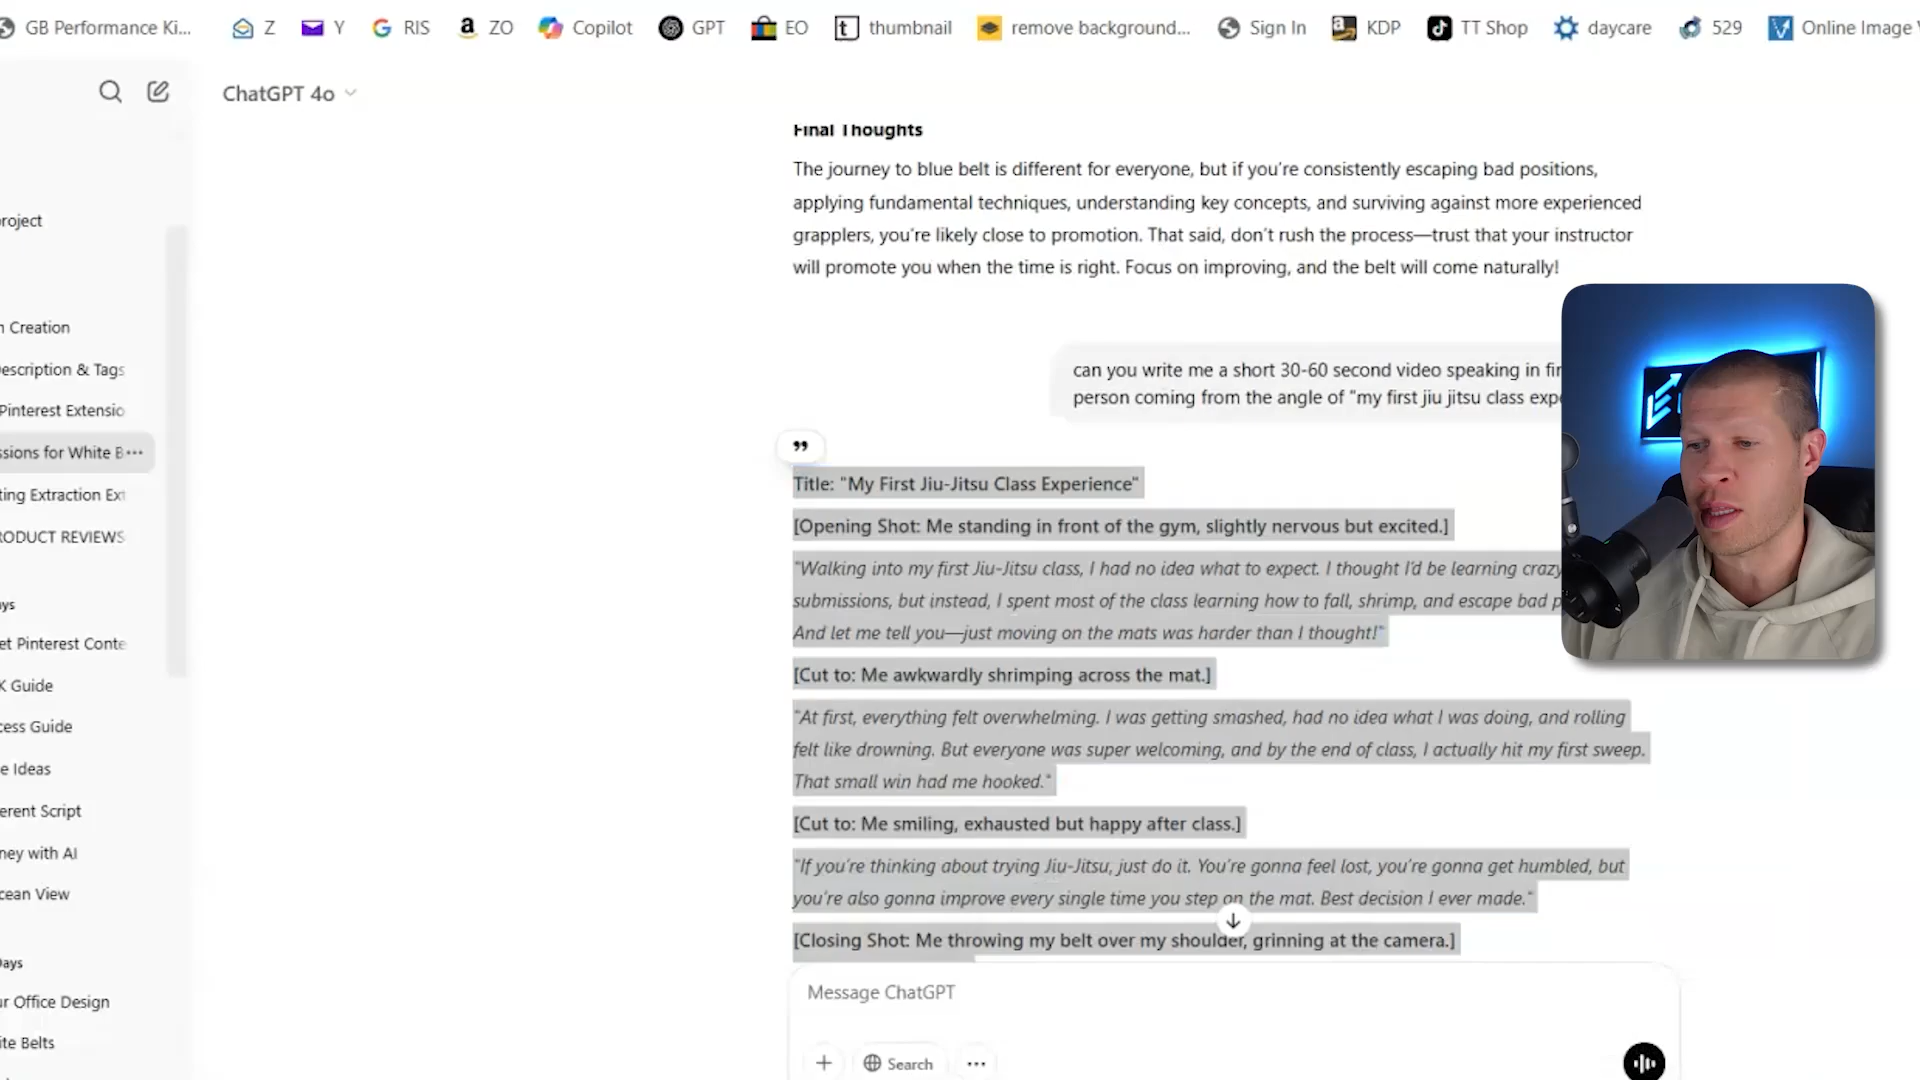 GB Performance Ki...
Z
Y
RIS
ZO
Copilot
GPT
EO
thumbnail
remove background...
Sign In
KDP
TT Shop
daycare
529
Online Image
ChatGPT 4o
Final Thoughts
The journey to blue belt is different for everyone, but if you're consistently escaping bad positions,
applying fundamental techniques, understanding key concepts, and surviving against more experienced
grapplers, you're likely close to promotion. That said, don't rush the process—trust that your instructor
will promote you when the time is right. Focus on improving, and the belt will come naturally!
can you write me a short 30-60 second video speaking in fir
person coming from the angle of "my first jiu jitsu class expe
Title: "My First Jiu-Jitsu Class Experience"
[Opening Shot: Me standing in front of the gym, slightly nervous but excited.]
"Walking into my first Jiu-Jitsu class, I had no idea what to expect. I thought I'd be learning crazy
submissions, but instead, I spent most of the class learning how to fall, shrimp, and escape bad p
And let me tell you—just moving on the mats was harder than I thought!"
[Cut to: Me awkwardly shrimping across the mat.]
"At first, everything felt overwhelming. I was getting smashed, had no idea what I was doing, and rolling
felt like drowning. But everyone was super welcoming, and by the end of class, I actually hit my first sweep.
That small win had me hooked."
[Cut to: Me smiling, exhausted but happy after class.]
"If you're thinking about trying Jiu-Jitsu, just do it. You're gonna feel lost, you're gonna get humbled, but
you're also gonna improve every single time you step on the mat. Best decision I ever made."
[Closing Shot: Me throwing my belt over my shoulder, grinning at the camera.]
Message ChatGPT
Search
roject
n Creation
escription & Tags
Pinterest Extensio
ssions for White B
ting Extraction Ext
RODUCT REVIEWS
ys
et Pinterest Conte
K Guide
cess Guide
e Ideas
erent Script
ney with AI
cean View
Days
ur Office Design
ite Belts